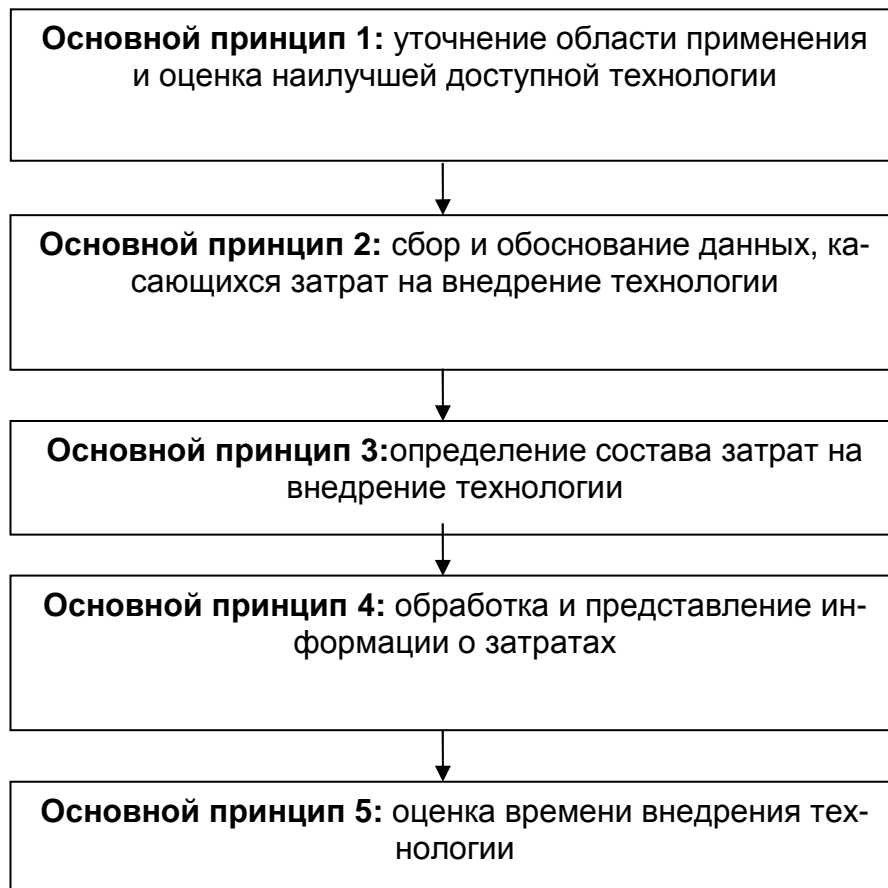 Основной принцип 1: уточнение области применения
и оценка наилучшей доступной технологии
Основной принцип 2: сбор и обоснование данных, ка-
сающихся затрат на внедрение технологии
Основной принцип 3:определение состава затрат на
внедрение технологии
Основной принцип 4: обработка и представление ин-
формации о затратах
Основной принцип 5: оценка времени внедрения тех-
нологии